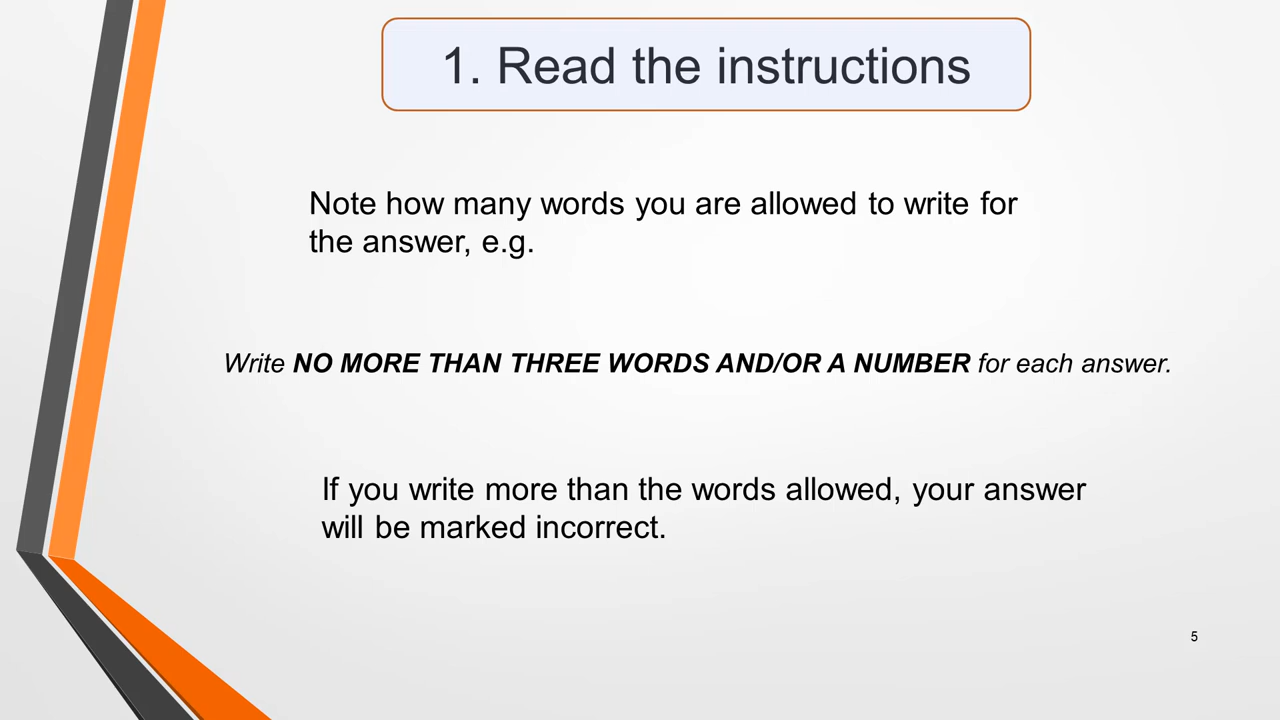 1. Read the instructions
Note how many words you are allowed to write for
the answer, e.g.
Write NO MORE THAN THREE WORDS AND/OR A NUMBER for each answer.
If you write more than the words allowed, your answer
will be marked incorrect.
5